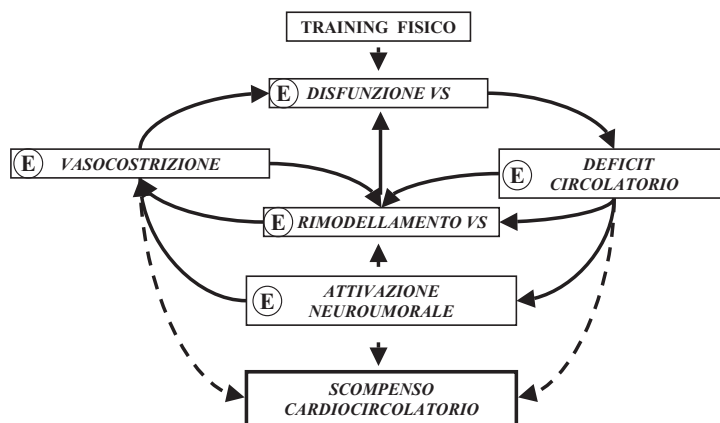 TRAINING FISICO
E DISFUNZIONE VS
E VASOCOSTRIZIONE
E DEFICIT
CIRCOLATORIO
E RIMODELLAMENTO VS
E ATTIVAZIONE
NEUROUMORALE
SCOMPENSO
CARDIOCIRCOLATORIO